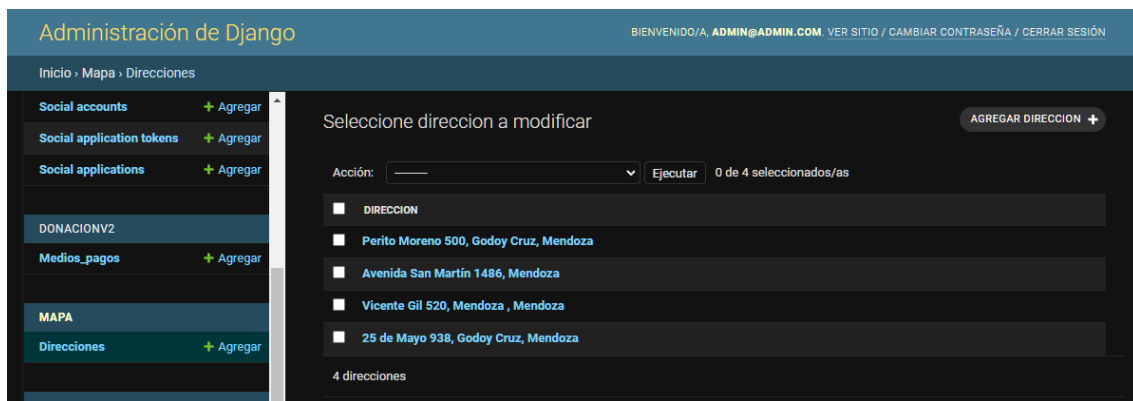 Administración de Django
BIENVENIDO/A, ADMIN@ADMIN.COM. VER SITIO / CAMBIAR CONTRASEÑA / CERRAR SESIÓN
Inicio › Mapa › Direcciones
Social accounts + Agregar
Social application tokens + Agregar
Social applications + Agregar
DONACIONV2
Medios_pagos + Agregar
MAPA
Direcciones + Agregar
Seleccione direccion a modificar
AGREGAR DIRECCION +
Acción: --------- Ejecutar 0 de 4 seleccionados/as
DIRECCION
Perito Moreno 500, Godoy Cruz, Mendoza
Avenida San Martín 1486, Mendoza
Vicente Gil 520, Mendoza , Mendoza
25 de Mayo 938, Godoy Cruz, Mendoza
4 direcciones